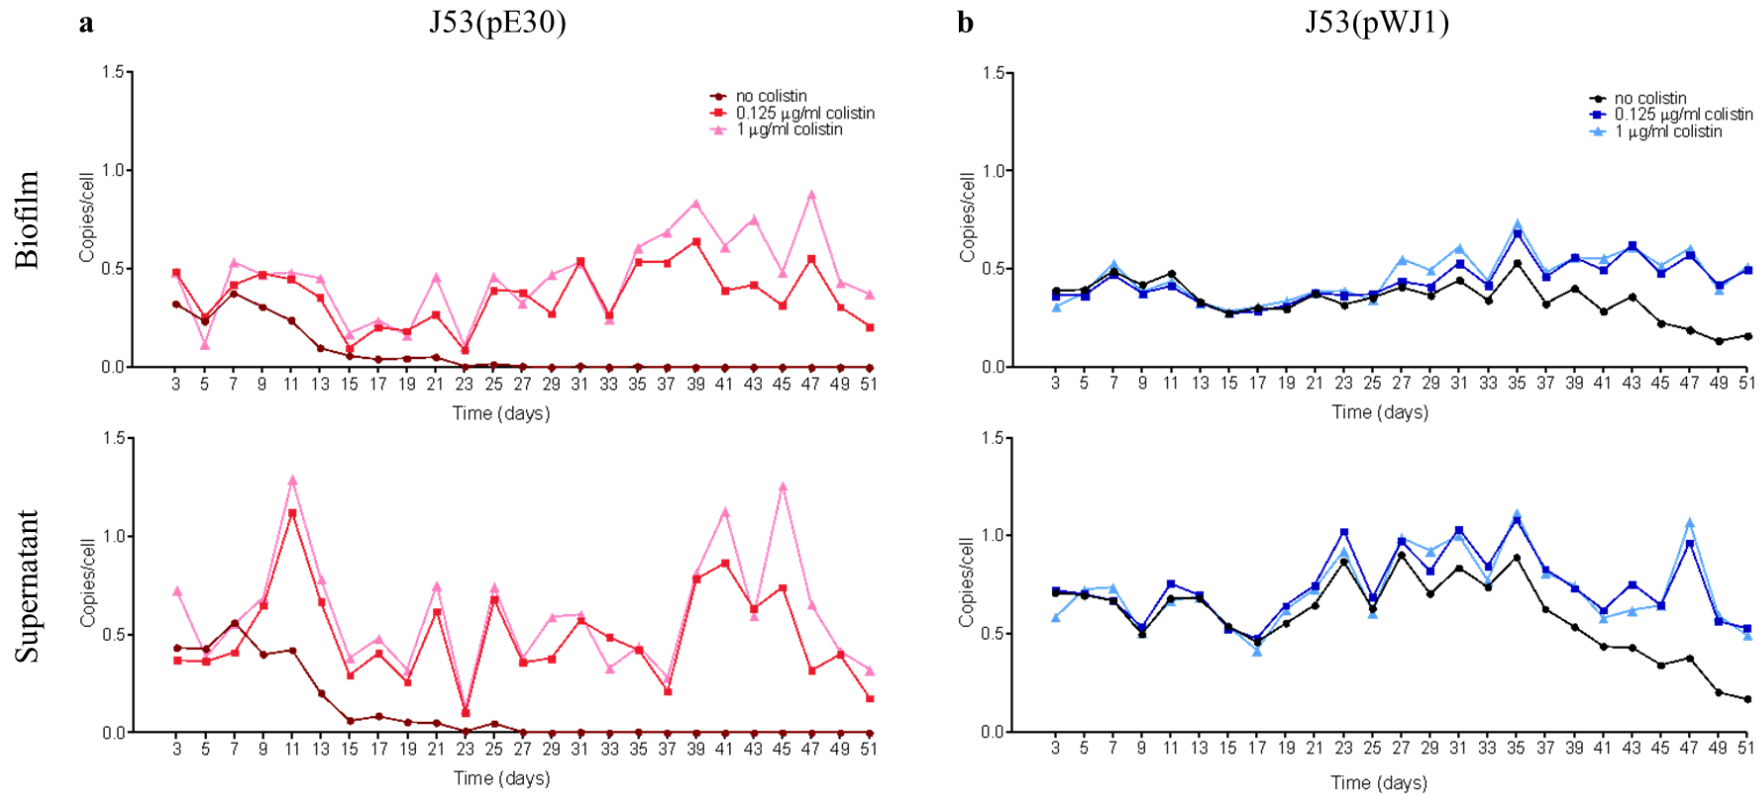 a J53(pE30)
b J53(pWJ1)
Biofilm
1.5
1.0
0.5
0.0
Copies/cell
no colistin
0.125 µg/ml colistin
1 µg/ml colistin
3 5 7 9 11 13 15 17 19 21 23 25 27 29 31 33 35 37 39 41 43 45 47 49 51
Time (days)
1.5
1.0
0.5
0.0
Copies/cell
no colistin
0.125 µg/ml colistin
1 µg/ml colistin
3 5 7 9 11 13 15 17 19 21 23 25 27 29 31 33 35 37 39 41 43 45 47 49 51
Time (days)
Supernatant
1.5
1.0
0.5
0.0
Copies/cell
3 5 7 9 11 13 15 17 19 21 23 25 27 29 31 33 35 37 39 41 43 45 47 49 51
Time (days)
1.5
1.0
0.5
0.0
Copies/cell
3 5 7 9 11 13 15 17 19 21 23 25 27 29 31 33 35 37 39 41 43 45 47 49 51
Time (days)